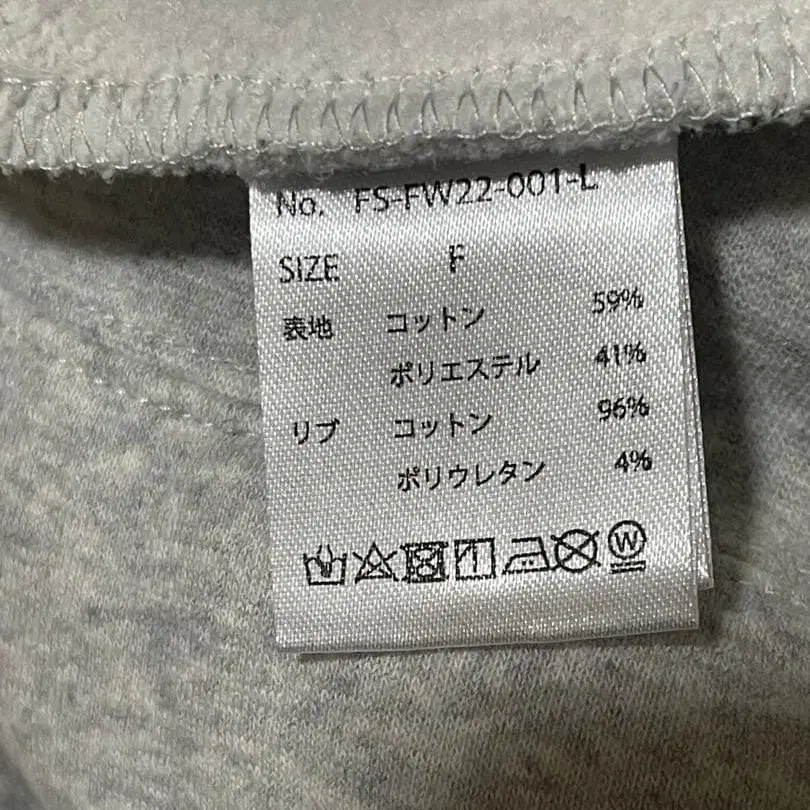 No. FS-FW22-001-L
SIZE F
表地 コットン 59%
ポリエステル 41%
リブ コットン 96%
ポリウレタン 4%
W